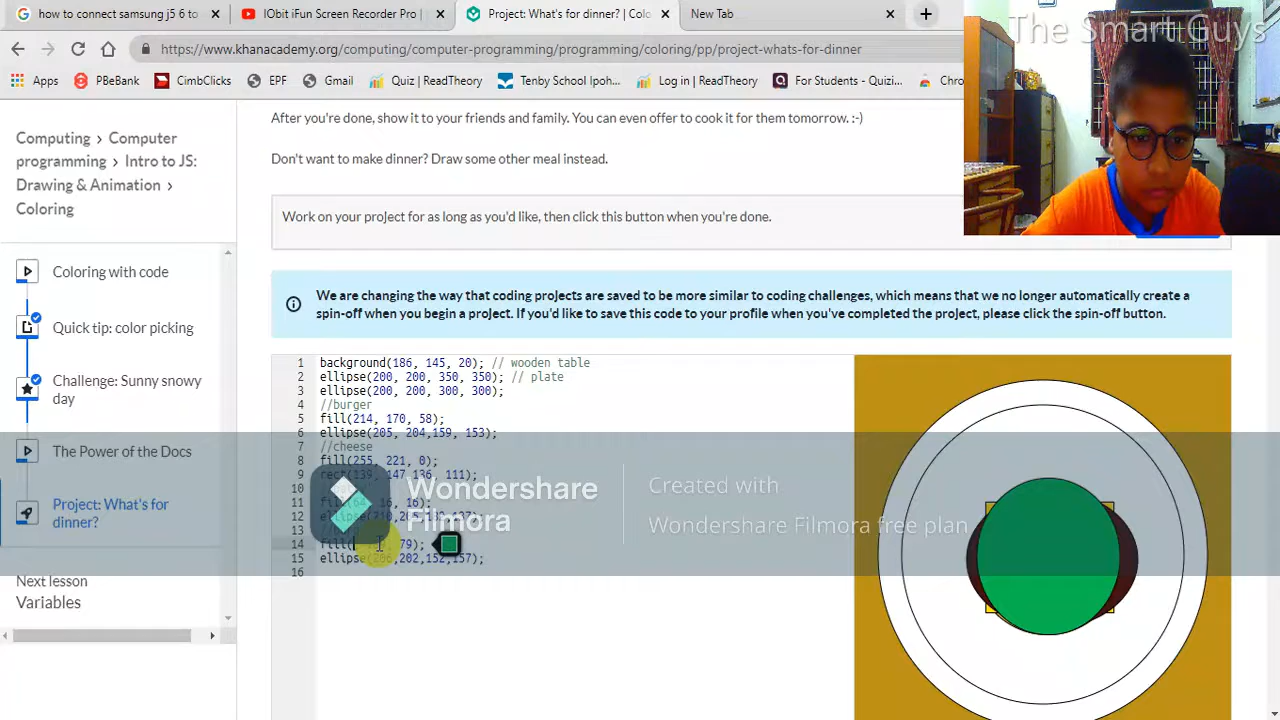 how to connect samsung j5 6 to
Project: What's for dinner? | Colo
New Tab
https://www.khanacademy.org/computing/computer-programming/programming/coloring/pp/project-whats-for-dinner
Apps
PBeBank
CimbClicks
EPF
Gmail
Quiz | ReadTheory
My School Ipoh...
Log in | ReadTheory
For Students - Quizi...
Chro
The Smart Guys
Computing > Computer
programming > Intro to JS:
Drawing & Animation >
Coloring
Coloring with code
Quick tip: color picking
Challenge: Sunny snowy
day
The Power of the Docs
Project: What's for
dinner?
Next lesson
Variables
After you're done, show it to your friends and family. You can even offer to cook it for them tomorrow. :-)
Don't want to make dinner? Draw some other meal instead.
Work on your project for as long as you'd like, then click this button when you're done.
We are changing the way that coding projects are saved to be more similar to coding challenges, which means that we no longer automatically create a
spin-off when you begin a project. If you'd like to save this code to your profile when you've completed the project, please click the spin-off button.
1 background(186, 145, 20); // wooden table
2 ellipse(200, 200, 350, 350); // plate
3 ellipse(200, 200, 300, 300);
4 //burger
5 fill(214, 170, 58);
6 ellipse(205, 204,159, 153);
7 //cheese
8 fill(255, 221, 0);
9 147,136, 111);
10
11 16);
12
13
14 79);
15 ellipse( 202,152,157);
16
Wondershare
Filmora
Created with
Wondershare Filmora free plan